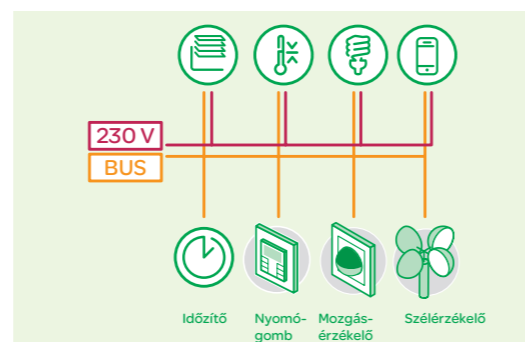 230 V
BUS
Időzítő
Nyomó-
gomb
Mozgás-
érzékelő
Szélérzékelő